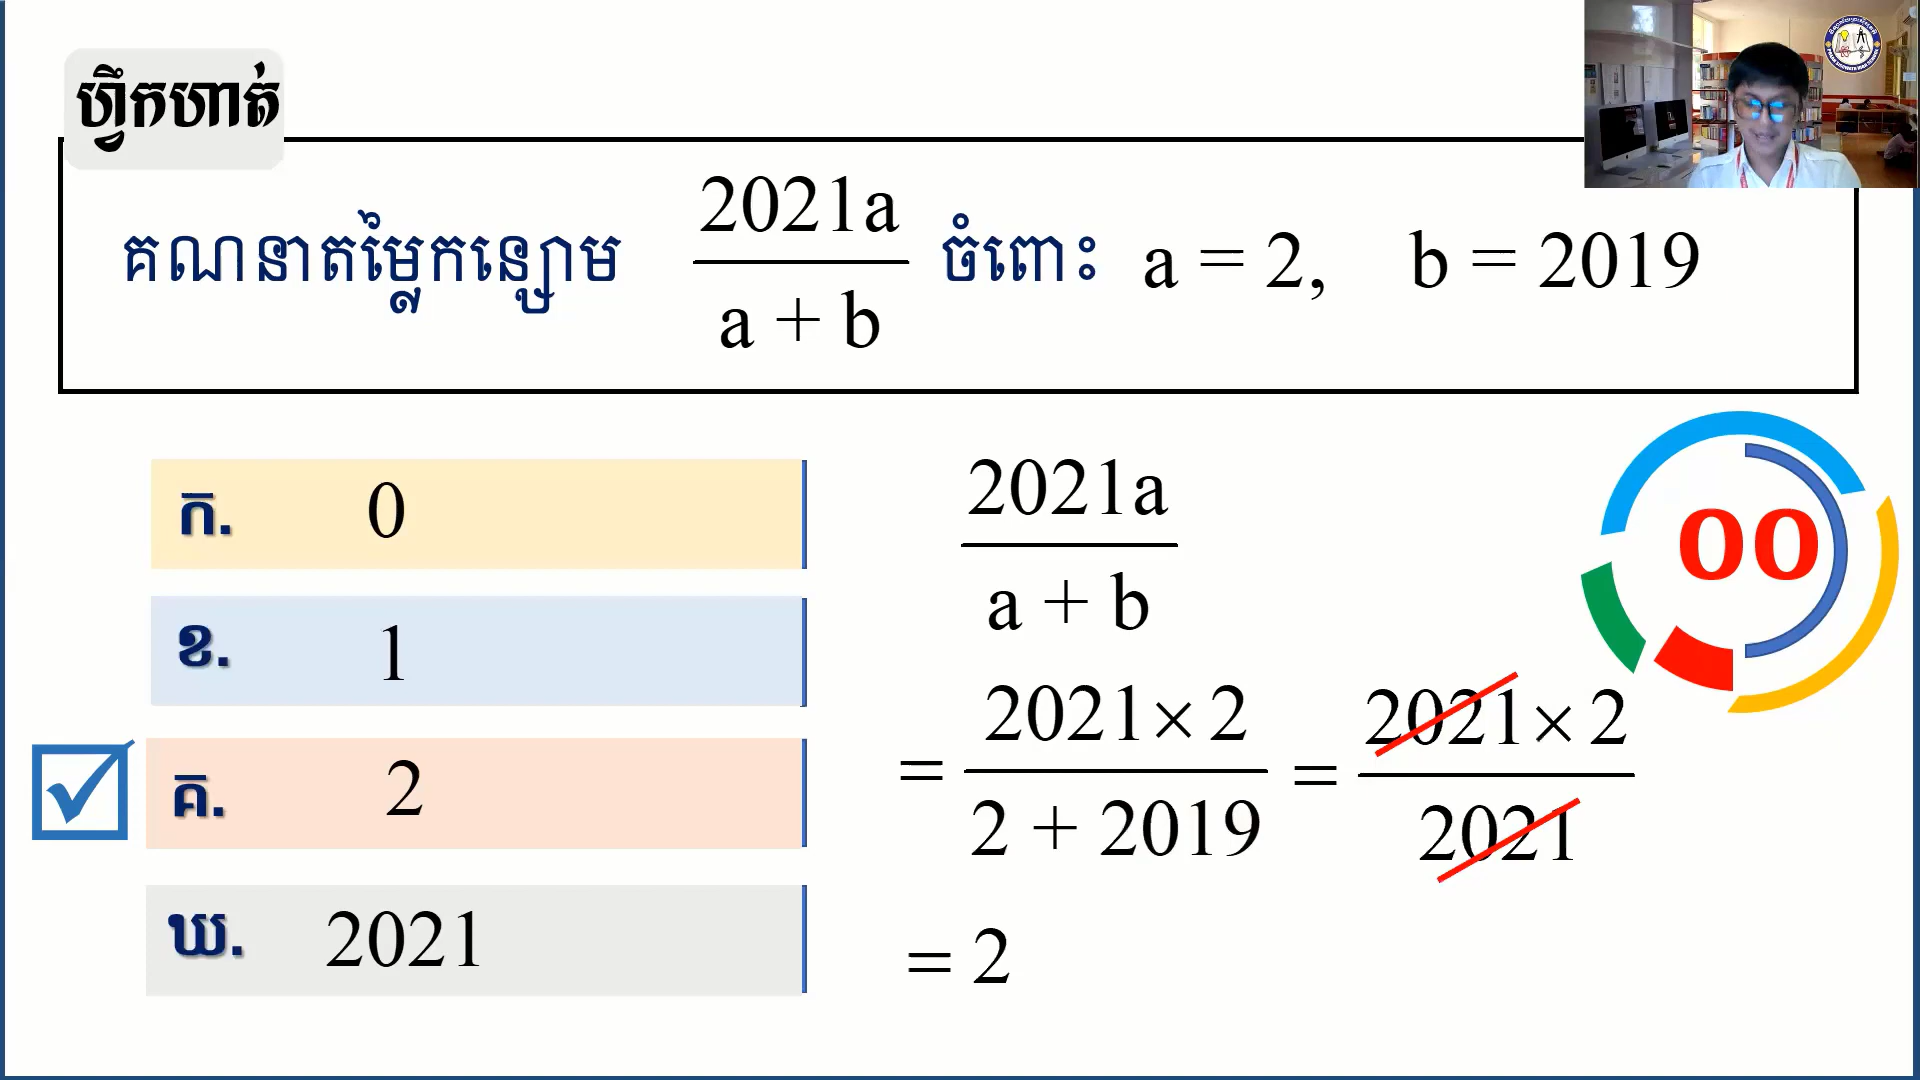 ហ្វឹកហាត់
គណនាតម្លៃកន្សោម 2021a / a + b ចំពោះ a = 2, b = 2019
ក. 0
ខ. 1
គ. 2
ឃ. 2021
2021a / a + b
= 2021 × 2 / 2 + 2019 = 2021 × 2 / 2021
= 2
00